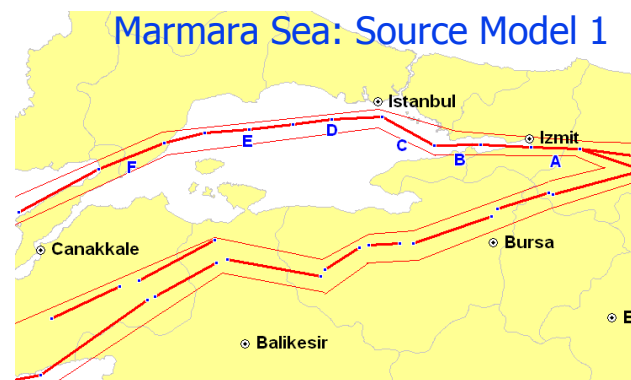 Marmara Sea: Source Model 1
Istanbul
D
E
C
Izmit
B
A
F
Canakkale
Bursa
E
Balikesir